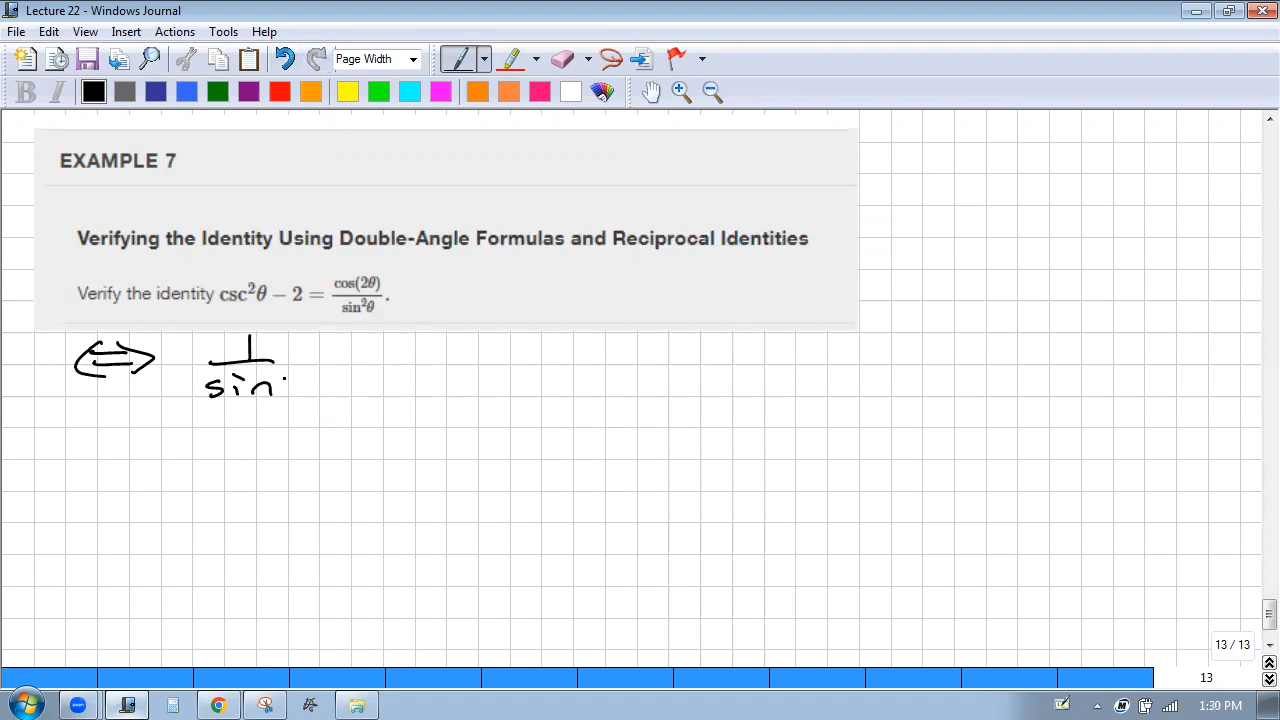 Lecture 22 - Windows Journal
File Edit View Insert Actions Tools Help
Page Width
B I
EXAMPLE 7
Verifying the Identity Using Double-Angle Formulas and Reciprocal Identities
Verify the identity csc²θ − 2 = cos(2θ)/sin²θ.
⇔ 1
sin
13 / 13
13
1:30 PM